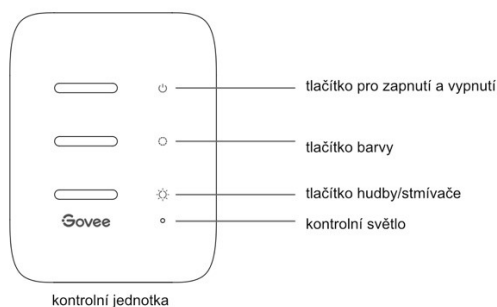 tlačítko pro zapnutí a vypnutí
tlačítko barvy
tlačítko hudby/stmívače
Govee
kontrolní světlo
kontrolní jednotka